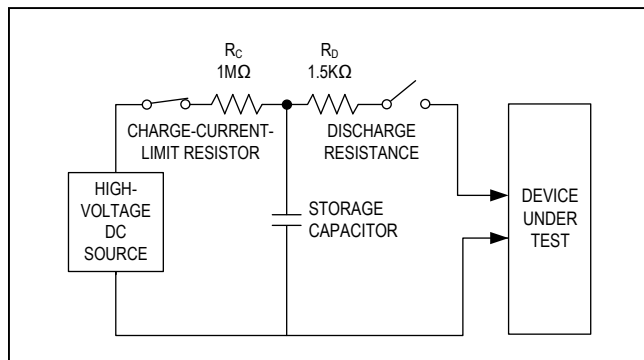 R_C
1MΩ
R_D
1.5KΩ
CHARGE-CURRENT-
LIMIT RESISTOR
DISCHARGE
RESISTANCE
HIGH-
VOLTAGE
DC
SOURCE
STORAGE
CAPACITOR
DEVICE
UNDER
TEST